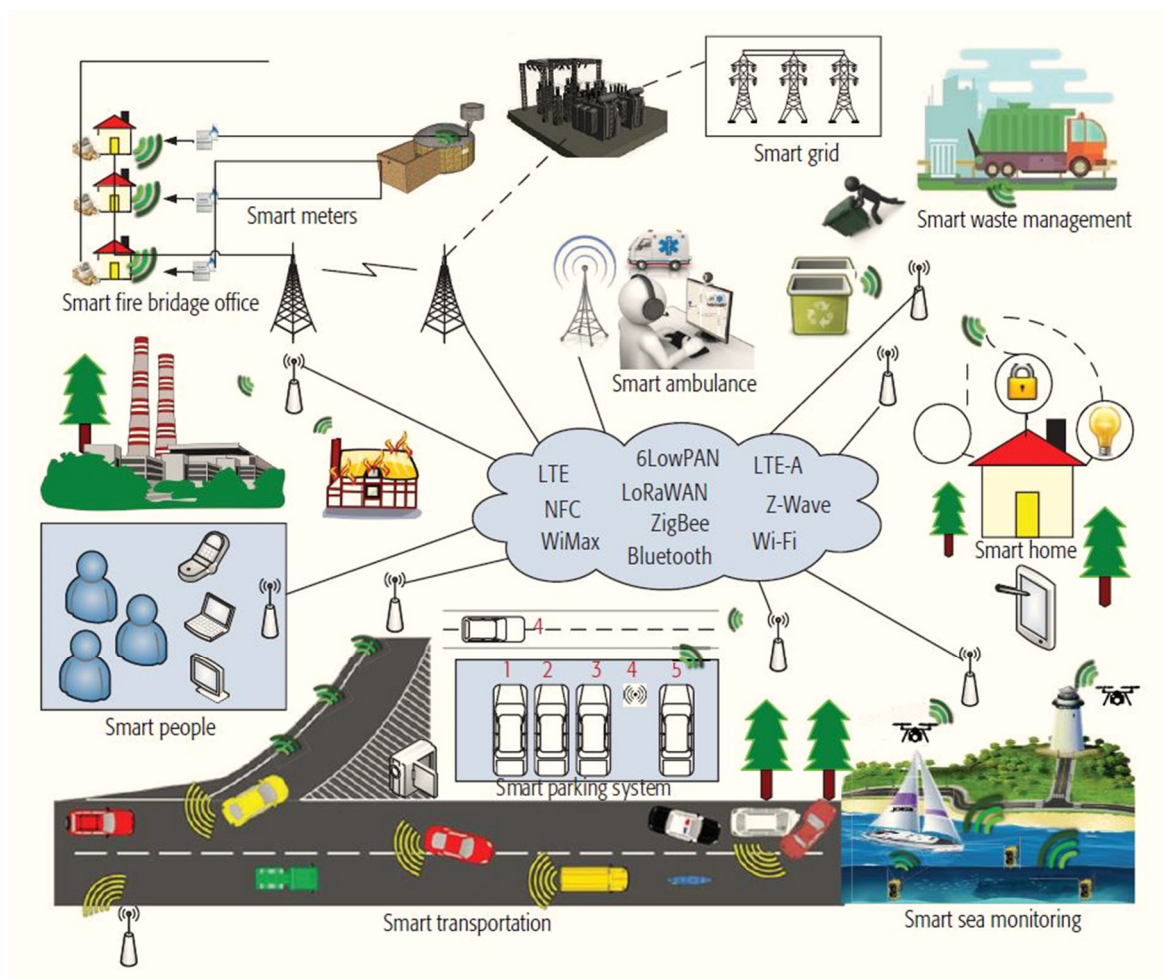 Smart grid
Smart meters
Smart waste management
Smart fire bridage office
Smart ambulance
LTE
6LowPAN
LTE-A
NFC
LoRaWAN
Z-Wave
WiMax
ZigBee
Wi-Fi
Bluetooth
Smart home
4
1 2 3 4 5
Smart people
Smart parking system
Smart transportation
Smart sea monitoring